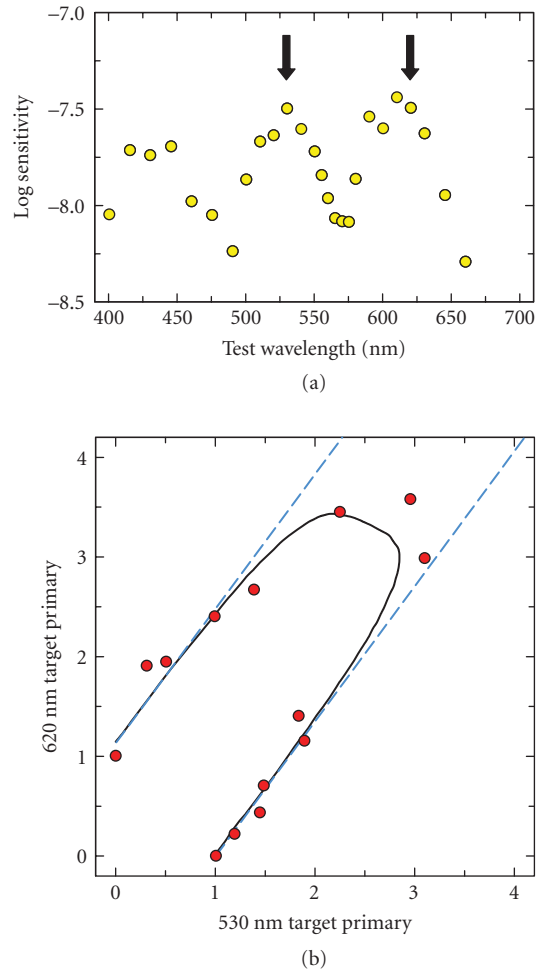 −7.0
−7.5
−8.0
−8.5
Log sensitivity
400 450 500 550 600 650 700
Test wavelength (nm)
(a)
4
3
2
1
0
620 nm target primary
0 1 2 3 4
530 nm target primary
(b)